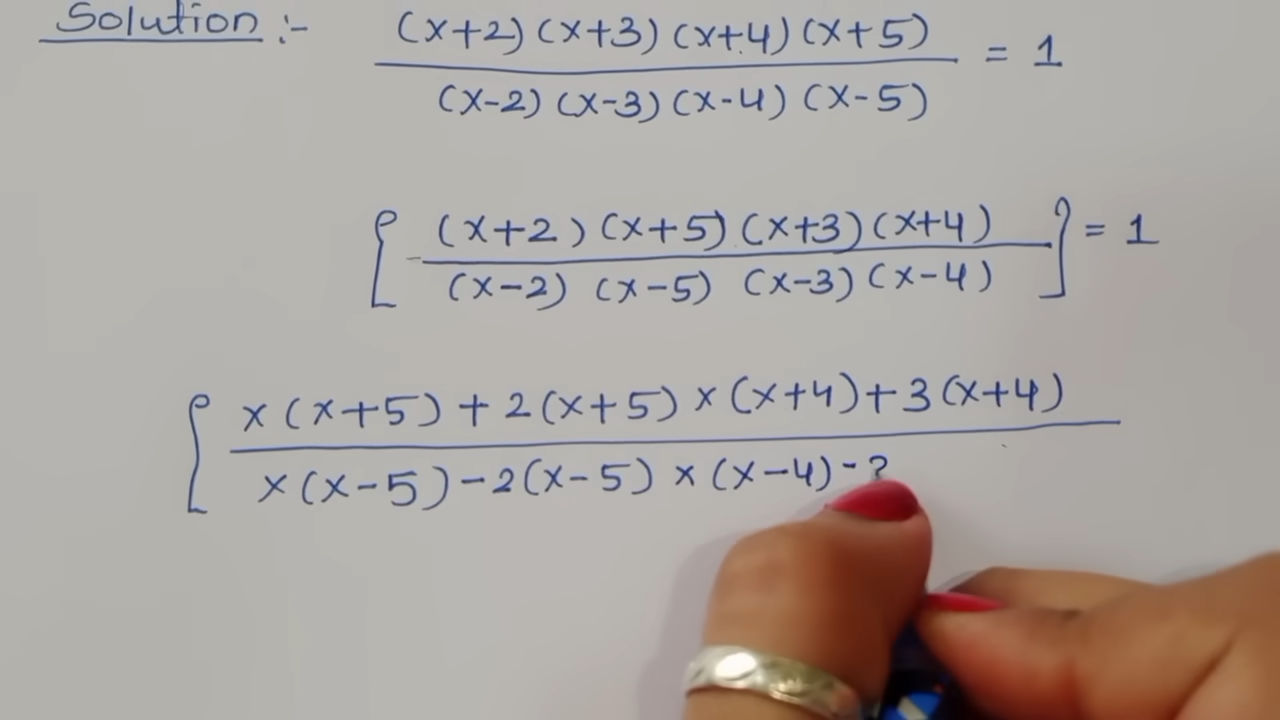 Solution :-
(x+2)(x+3)(x+4)(x+5) = 1
(x-2)(x-3)(x-4)(x-5)
[(x+2)(x+5)(x+3)(x+4)] = 1
(x-2)(x-5)(x-3)(x-4)
[x(x+5)+2(x+5) x(x+4)+3(x+4)
x(x-5)-2(x-5) x(x-4)-